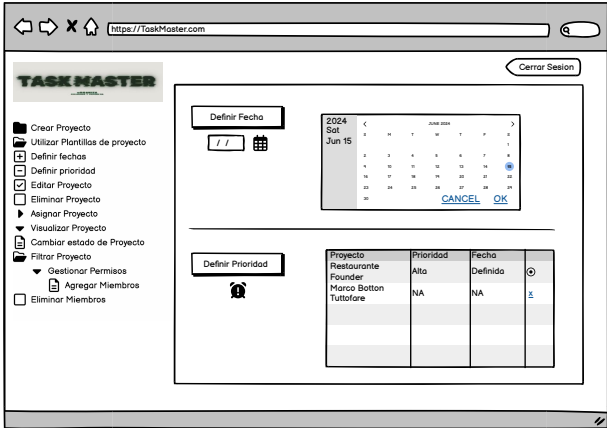 https://TaskMaster.com
Cerrar Sesion
TASK MASTER
Crear Proyecto
Utilizar Plantillas de proyecto
Definir fechas
Definir prioridad
Editar Proyecto
Eliminar Proyecto
Asignar Proyecto
Visualizar Proyecto
Cambiar estado de Proyecto
Filtrar Proyecto
Gestionar Permisos
Agregar Miembros
Eliminar Miembros
Definir Fecha
/ /
2024
Sat
Jun 15
< JUNE 2024 >
S M T W T F S
1
2 3 4 5 6 7 8
9 10 11 12 13 14 15
16 17 18 19 20 21 22
23 24 25 26 27 28 29
30
CANCEL OK
Definir Prioridad
Proyecto Prioridad Fecha
Restaurante Founder Alta Definida
Marco Botton Tuttofare NA NA x